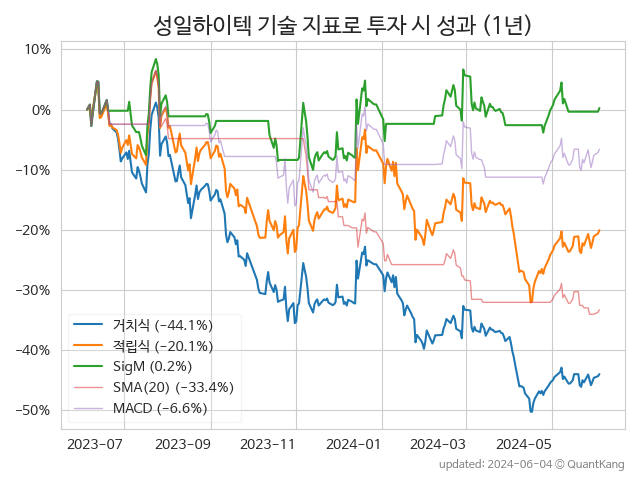 성일하이텍 기술 지표로 투자 시 성과 (1년)
10%
0%
−10%
−20%
−30%
−40%
−50%
거치식 (−44.1%)
적립식 (−20.1%)
SigM (0.2%)
SMA(20) (−33.4%)
MACD (−6.6%)
2023-07
2023-09
2023-11
2024-01
2024-03
2024-05
updated: 2024-06-04 © QuantKang